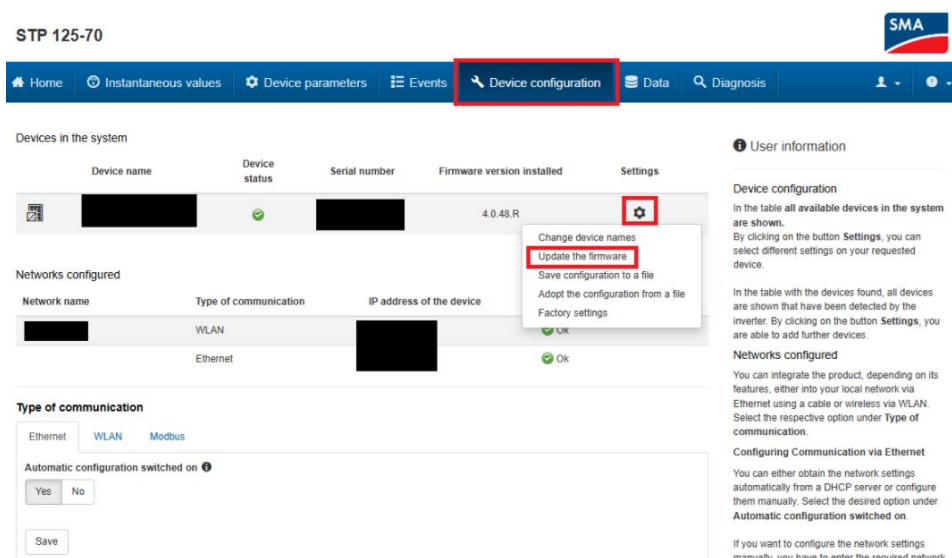 STP 125-70
SMA
Home Instantaneous values Device parameters Events Device configuration Data Diagnosis
Devices in the system
Device name Device status Serial number Firmware version installed Settings
4.0.48.R
Change device names
Update the firmware
Save configuration to a file
Adopt the configuration from a file
Factory settings
Networks configured
Network name Type of communication IP address of the device
WLAN Ok
Ethernet Ok
Type of communication
Ethernet WLAN Modbus
Automatic configuration switched on
Yes No
Save
User information
Device configuration
In the table all available devices in the system
are shown.
By clicking on the button Settings, you can
select different settings on your requested
device.
In the table with the devices found, all devices
are shown that have been detected by the
inverter. By clicking on the button Settings, you
are able to add further devices.
Networks configured
You can integrate the product, depending on its
features, either into your local network via
Ethernet using a cable or wireless via WLAN.
Select the respective option under Type of
communication.
Configuring Communication via Ethernet
You can either obtain the network settings
automatically from a DHCP server or configure
them manually. Select the desired option under
Automatic configuration switched on.
If you want to configure the network settings
manually, you have to enter the required network